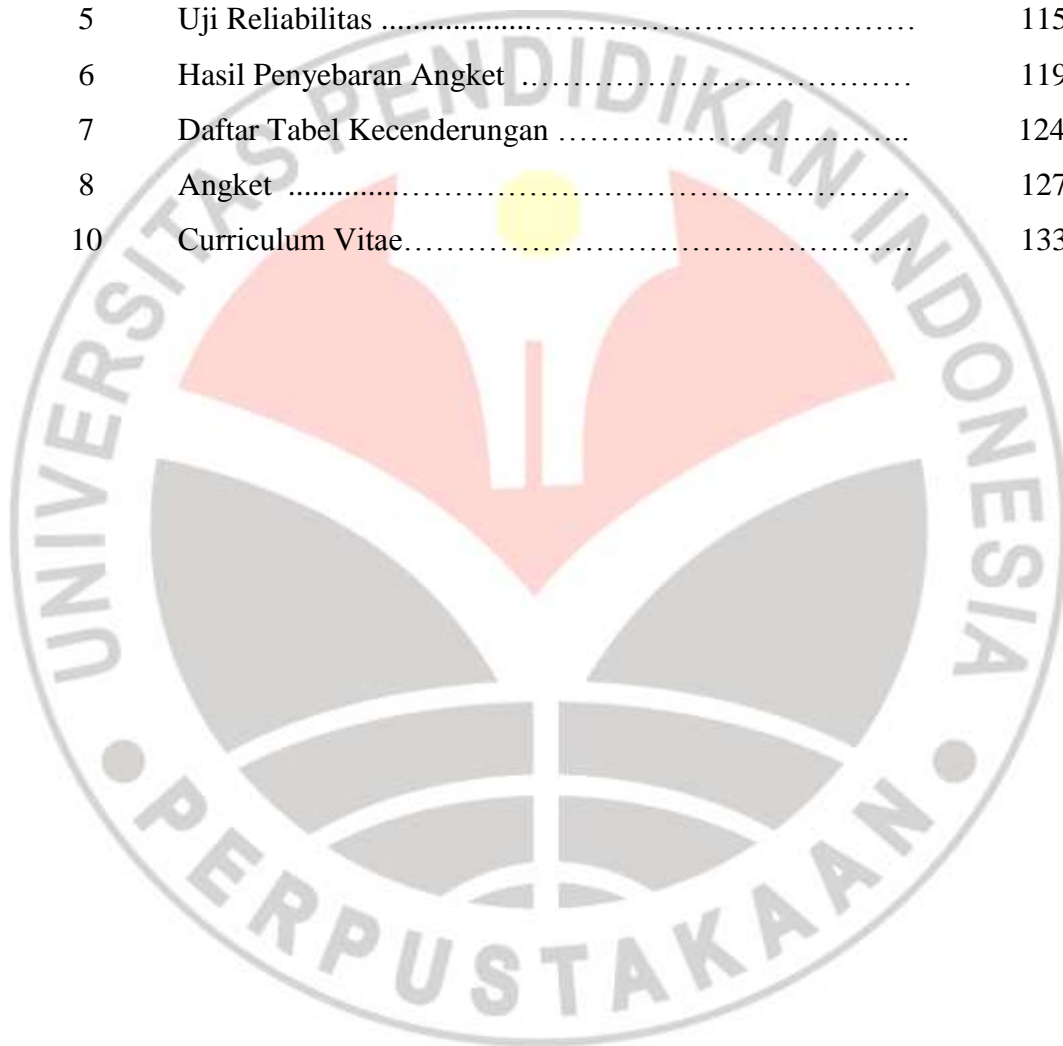 5 Uji Reliabilitas ...................…………………………………… 115
6 Hasil Penyebaran Angket ………………………………… 119
7 Daftar Tabel Kecenderungan ……………………..…….. 124
8 Angket ..............…………………………………………… 127
10 Curriculum Vitae…………………………………………… 133
UNIVERSITAS PENDIDIKAN INDONESIA
PERPUSTAKAAN